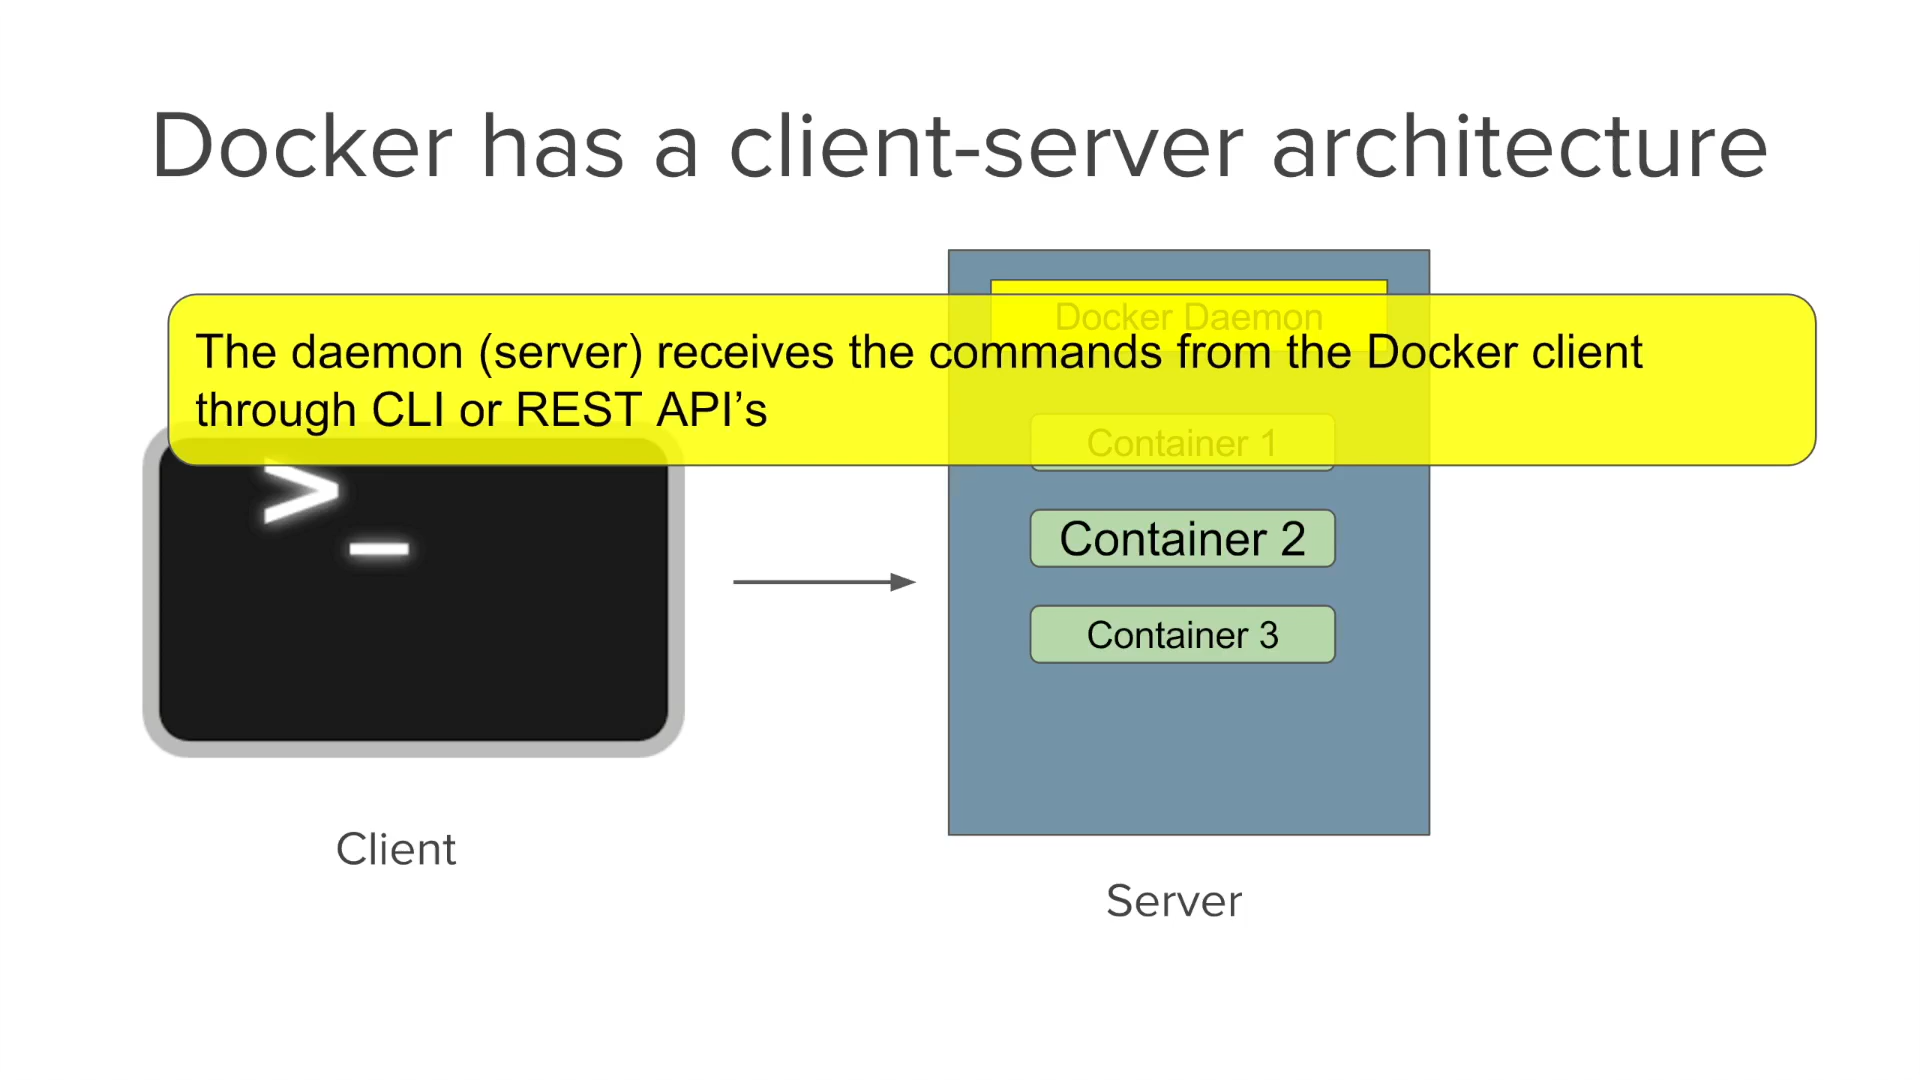 Docker has a client-server architecture
Docker Daemon
The daemon (server) receives the commands from the Docker client
through CLI or REST API’s
Container 1
>_
Container 2
Container 3
Client
Server